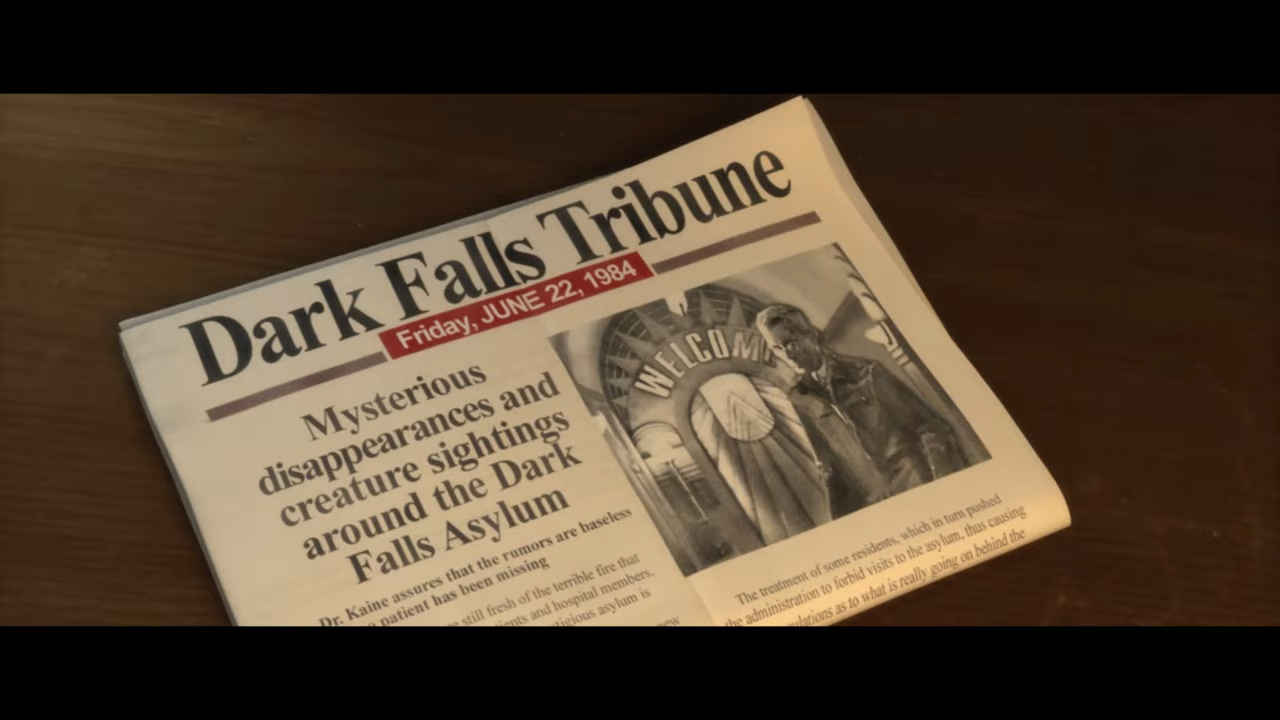 Dark Falls Tribune
Friday, JUNE 22, 1984
Mysterious
disappearances and
creature sightings
around the Dark
Falls Asylum
Dr. Kaine assures that the rumors are baseless
patient has been missing
still fresh of the terrible fire that
and hospital members.
asylum is
new
WELCOME
The treatment of some residents, which in turn pushed
the administration to forbid visits to the asylum, thus causing
as to what is really going on behind the